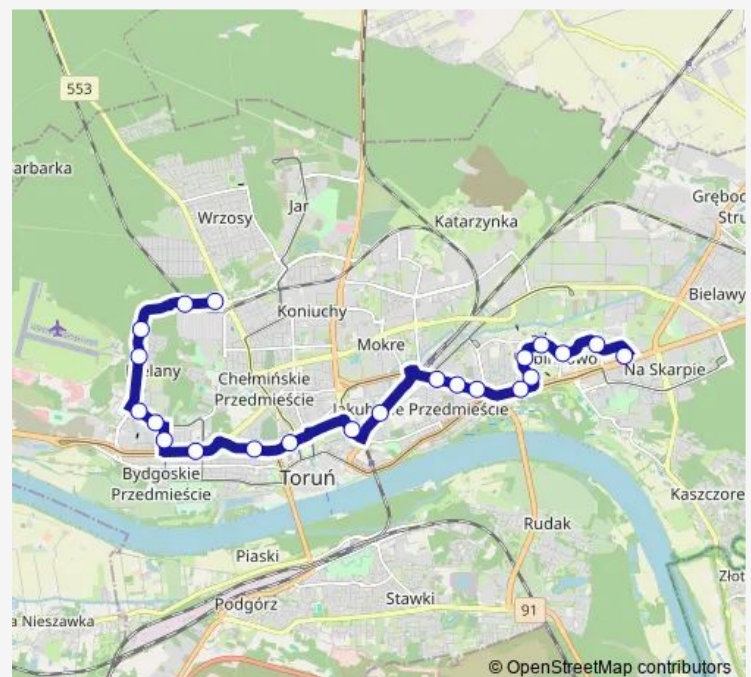 553
arbarka
Wrzosy
Jar
Katarzynka
Gręboc
Stru
Bielawy
Koniuchy
Mokre
Na Skarpie
Chełmińskie
Przedmieście
Jakubskie Przedmieście
Bydgoskie
Przedmieście
Toruń
Kaszczore
Rudak
Piaski
Złot
Podgórz
Stawki
91
a Nieszawka
© OpenStreetMap contributors